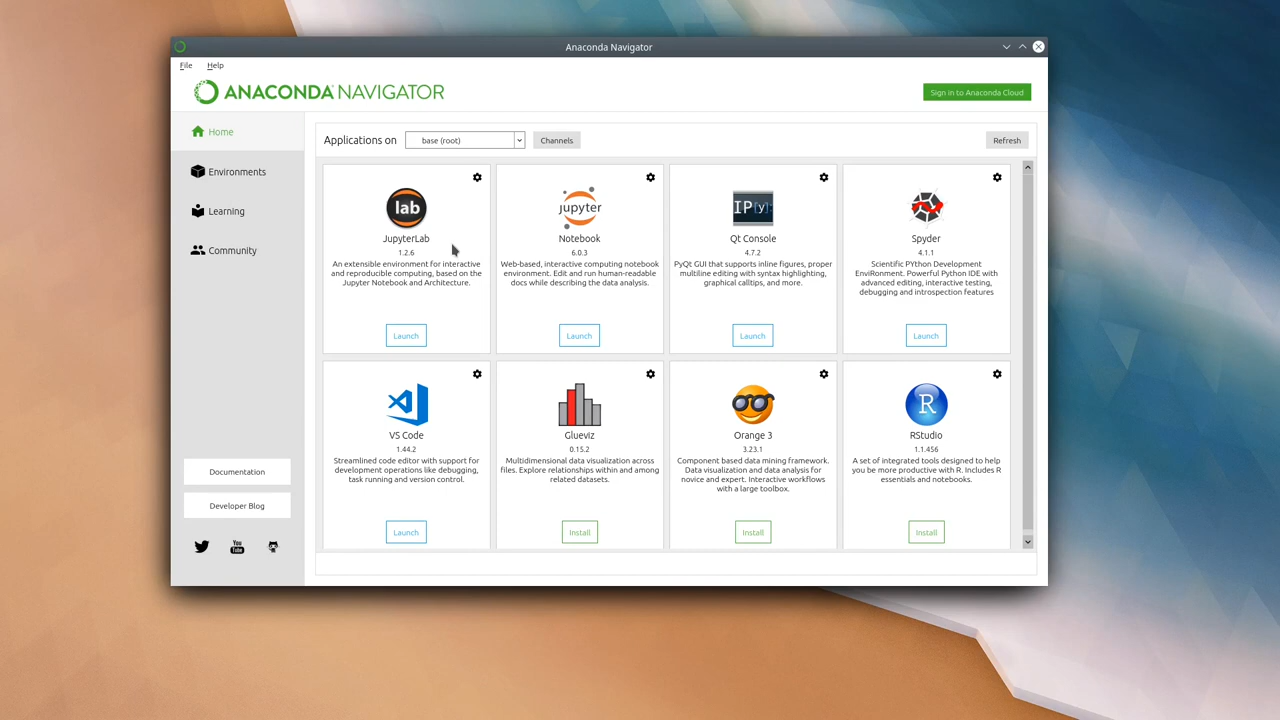 Anaconda Navigator
File Help
ANACONDA NAVIGATOR
Sign in to Anaconda Cloud
Home
Environments
Learning
Community
Documentation
Developer Blog
You
Tube
Applications on base (root) Channels Refresh
lab
JupyterLab
1.2.6
An extensible environment for interactive
and reproducible computing, based on the
Jupyter Notebook and Architecture.
Launch
jupyter
Notebook
6.0.3
Web-based, interactive computing notebook
environment. Edit and run human-readable
docs while describing the data analysis.
Launch
IP[y]:
Qt Console
4.7.2
PyQt GUI that supports inline figures, proper
multiline editing with syntax highlighting,
graphical calltips, and more.
Launch
Spyder
4.1.1
Scientific PYthon Development
EnviRonment. Powerful Python IDE with
advanced editing, interactive testing,
debugging and introspection features
Launch
VS Code
1.44.2
Streamlined code editor with support for
development operations like debugging,
task running and version control.
Launch
Glueviz
0.15.2
Multidimensional data visualization across
files. Explore relationships within and among
related datasets.
Install
Orange 3
3.23.1
Component based data mining framework.
Data visualization and data analysis for
novice and expert. Interactive workflows
with a large toolbox.
Install
R
RStudio
1.1.456
A set of integrated tools designed to help
you be more productive with R. Includes R
essentials and notebooks.
Install